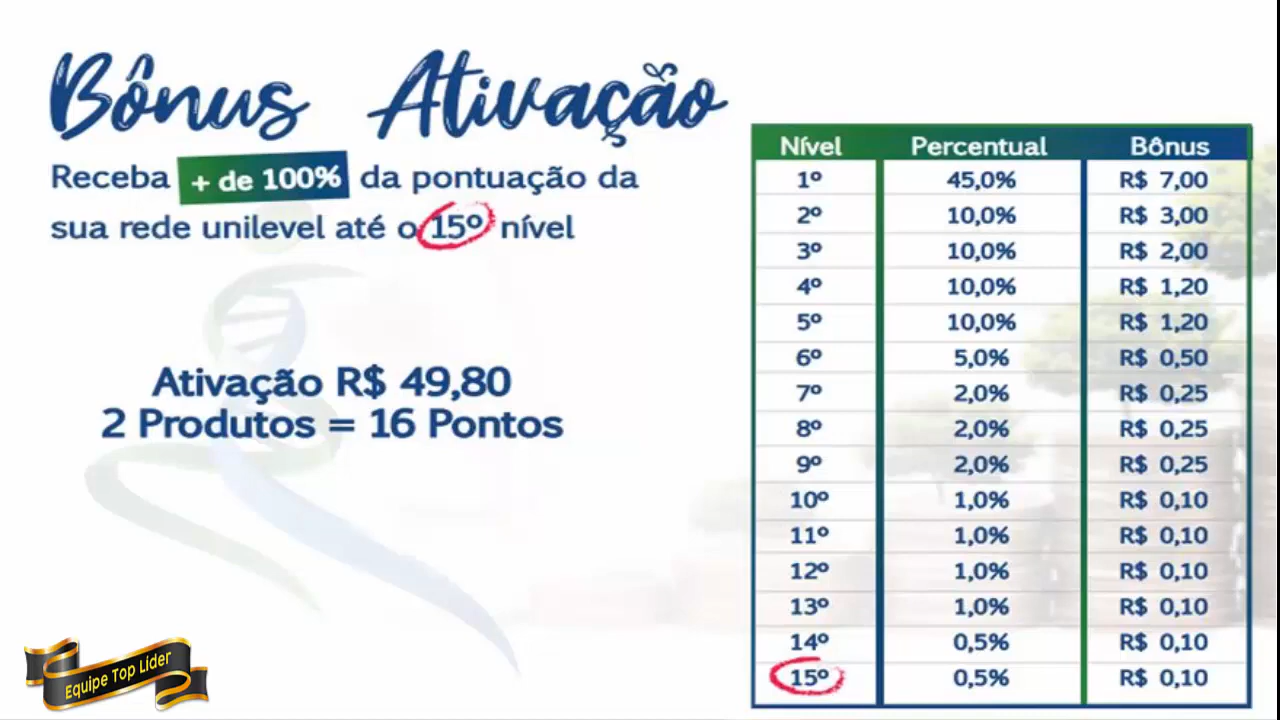 Bônus Ativação
Receba + de 100% da pontuação da
sua rede unilevel até o 15º nível
Ativação R$ 49,80
2 Produtos = 16 Pontos
Nível Percentual Bônus
1º 45,0% R$ 7,00
2º 10,0% R$ 3,00
3º 10,0% R$ 2,00
4º 10,0% R$ 1,20
5º 10,0% R$ 1,20
6º 5,0% R$ 0,50
7º 2,0% R$ 0,25
8º 2,0% R$ 0,25
9º 2,0% R$ 0,25
10º 1,0% R$ 0,10
11º 1,0% R$ 0,10
12º 1,0% R$ 0,10
13º 1,0% R$ 0,10
14º 0,5% R$ 0,10
15º 0,5% R$ 0,10
Equipe Top Líder